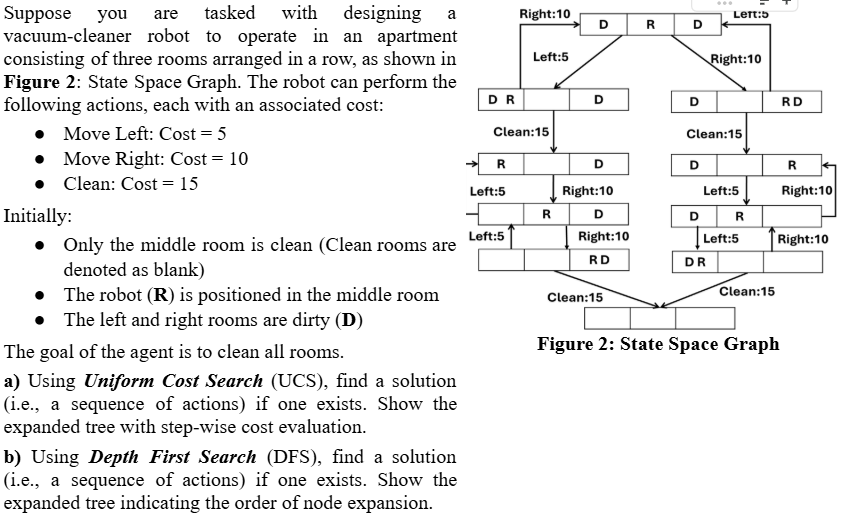 Suppose you are tasked with designing a
vacuum-cleaner robot to operate in an apartment
consisting of three rooms arranged in a row, as shown in
Figure 2: State Space Graph. The robot can perform the
following actions, each with an associated cost:
● Move Left: Cost = 5
● Move Right: Cost = 10
● Clean: Cost = 15
Initially:
● Only the middle room is clean (Clean rooms are
denoted as blank)
● The robot (R) is positioned in the middle room
● The left and right rooms are dirty (D)
The goal of the agent is to clean all rooms.
a) Using Uniform Cost Search (UCS), find a solution
(i.e., a sequence of actions) if one exists. Show the
expanded tree with step-wise cost evaluation.
b) Using Depth First Search (DFS), find a solution
(i.e., a sequence of actions) if one exists. Show the
expanded tree indicating the order of node expansion.
Right:10
D R D
Left:5
Left:5
Right:10
D R D
D RD
Clean:15
Clean:15
R D
D R
Left:5 Right:10
Left:5 Right:10
R D
D R
Left:5 Right:10
Left:5 Right:10
RD
DR
Clean:15
Clean:15
Figure 2: State Space Graph